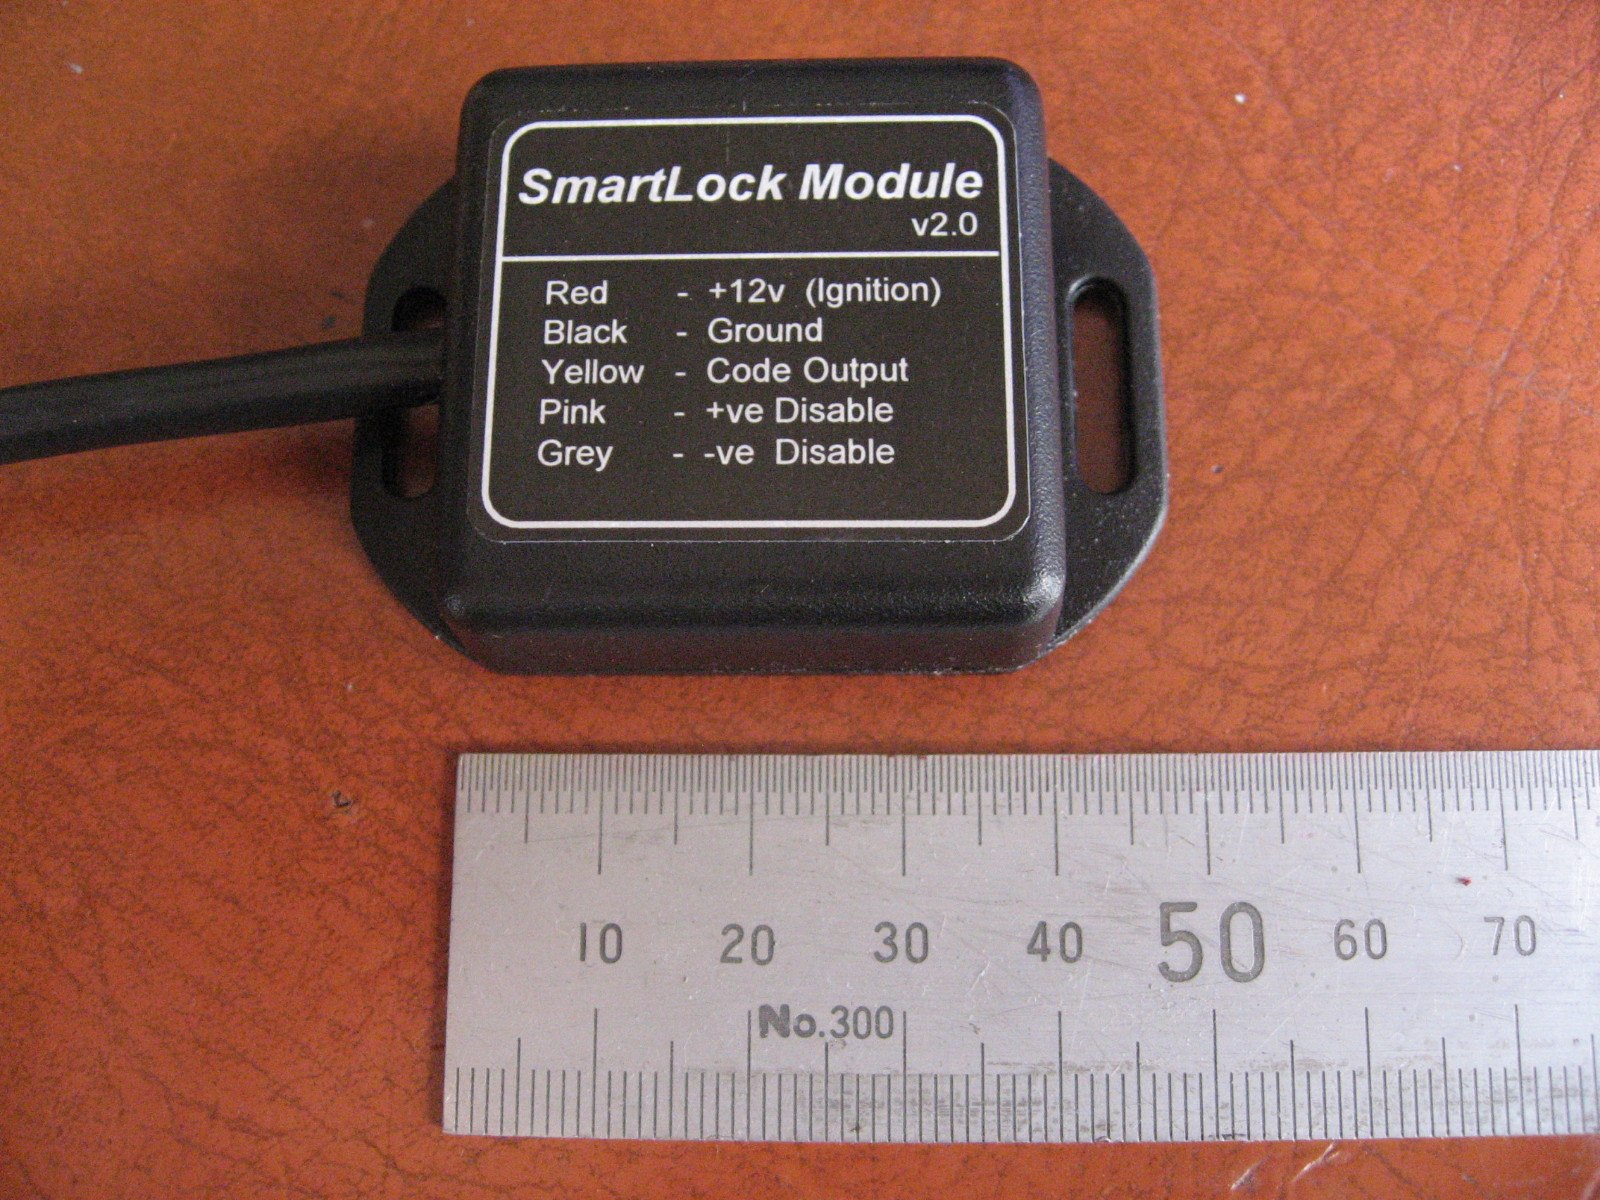 SmartLock Module
v2.0
Red - +12v (Ignition)
Black - Ground
Yellow - Code Output
Pink - +ve Disable
Grey - -ve Disable
10 20 30 40 50 60 70
No.300